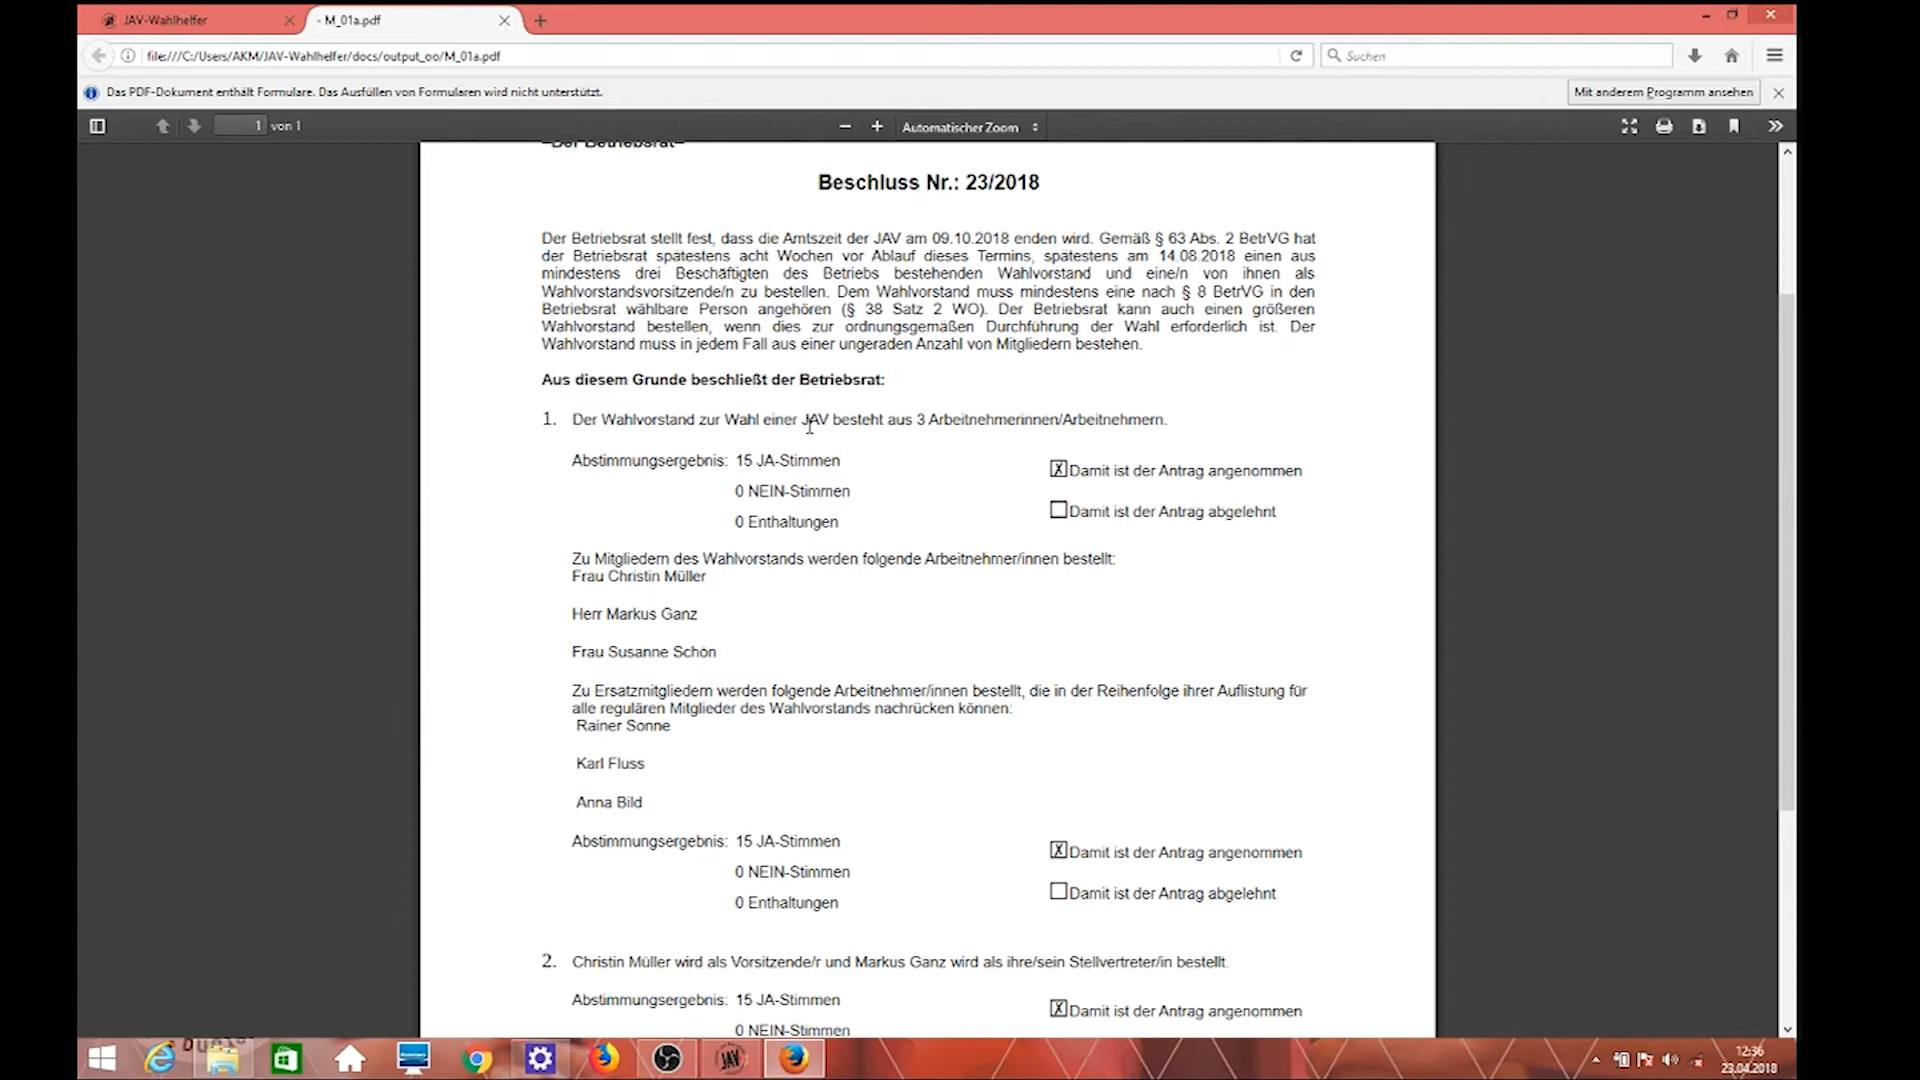 JAV-Wahlhelfer
- M_01a.pdf
file:///C:/Users/AKM/JAV-Wahlhelfer/docs/output_oo/M_01a.pdf
Suchen
Das PDF-Dokument enthält Formulare. Das Ausfüllen von Formularen wird nicht unterstützt.
Mit anderem Programm ansehen
1 von 1
Automatischer Zoom
–Der Betriebsrat–
Beschluss Nr.: 23/2018
Der Betriebsrat stellt fest, dass die Amtszeit der JAV am 09.10.2018 enden wird. Gemäß § 63 Abs. 2 BetrVG hat
der Betriebsrat spätestens acht Wochen vor Ablauf dieses Termins, spätestens am 14.08.2018 einen aus
mindestens drei Beschäftigten des Betriebs bestehenden Wahlvorstand und eine/n von ihnen als
Wahlvorstandsvorsitzende/n zu bestellen. Dem Wahlvorstand muss mindestens eine nach § 8 BetrVG in den
Betriebsrat wählbare Person angehören (§ 38 Satz 2 WO). Der Betriebsrat kann auch einen größeren
Wahlvorstand bestellen, wenn dies zur ordnungsgemäßen Durchführung der Wahl erforderlich ist. Der
Wahlvorstand muss in jedem Fall aus einer ungeraden Anzahl von Mitgliedern bestehen.
Aus diesem Grunde beschließt der Betriebsrat:
1. Der Wahlvorstand zur Wahl einer JAV besteht aus 3 Arbeitnehmerinnen/Arbeitnehmern.
Abstimmungsergebnis: 15 JA-Stimmen
X Damit ist der Antrag angenommen
0 NEIN-Stimmen
Damit ist der Antrag abgelehnt
0 Enthaltungen
Zu Mitgliedern des Wahlvorstands werden folgende Arbeitnehmer/innen bestellt:
Frau Christin Müller
Herr Markus Ganz
Frau Susanne Schön
Zu Ersatzmitgliedern werden folgende Arbeitnehmer/innen bestellt, die in der Reihenfolge ihrer Auflistung für
alle regulären Mitglieder des Wahlvorstands nachrücken können:
Rainer Sonne
Karl Fluss
Anna Bild
Abstimmungsergebnis: 15 JA-Stimmen
X Damit ist der Antrag angenommen
0 NEIN-Stimmen
Damit ist der Antrag abgelehnt
0 Enthaltungen
2. Christin Müller wird als Vorsitzende/r und Markus Ganz wird als ihre/sein Stellvertreter/in bestellt.
Abstimmungsergebnis: 15 JA-Stimmen
X Damit ist der Antrag angenommen
0 NEIN-Stimmen
JAV
12:36
23.04.2018